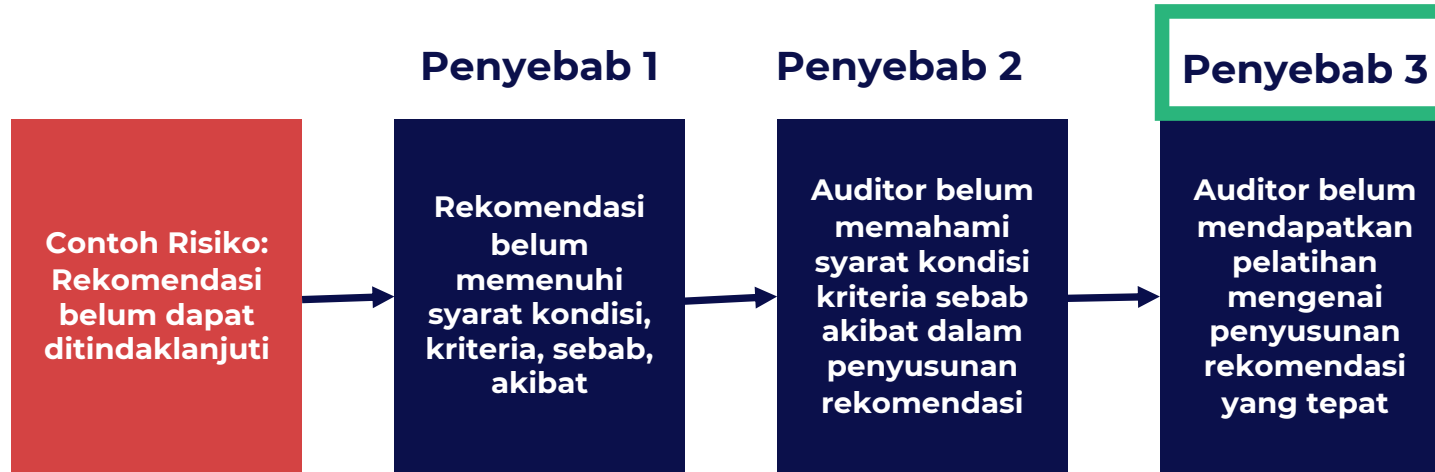 Penyebab 1
Penyebab 2
Penyebab 3
Contoh Risiko:
Rekomendasi
belum dapat
ditindaklanjuti
Rekomendasi
belum
memenuhi
syarat kondisi,
kriteria, sebab,
akibat
Auditor belum
memahami
syarat kondisi
kriteria sebab
akibat dalam
penyusunan
rekomendasi
Auditor belum
mendapatkan
pelatihan
mengenai
penyusunan
rekomendasi
yang tepat